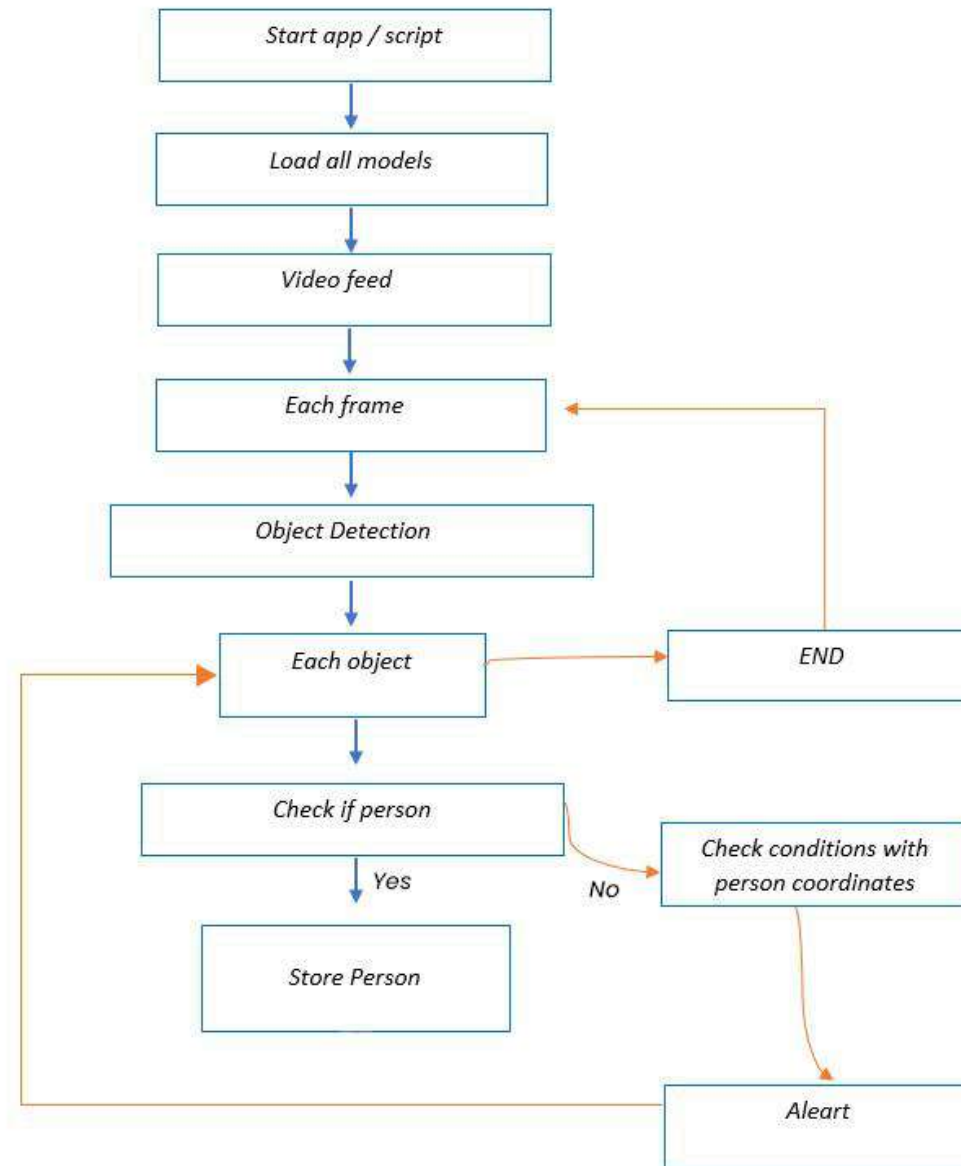 Start app / script
Load all models
Video feed
Each frame
Object Detection
Each object
END
Check if person
Check conditions with
person coordinates
Yes
No
Store Person
Aleart